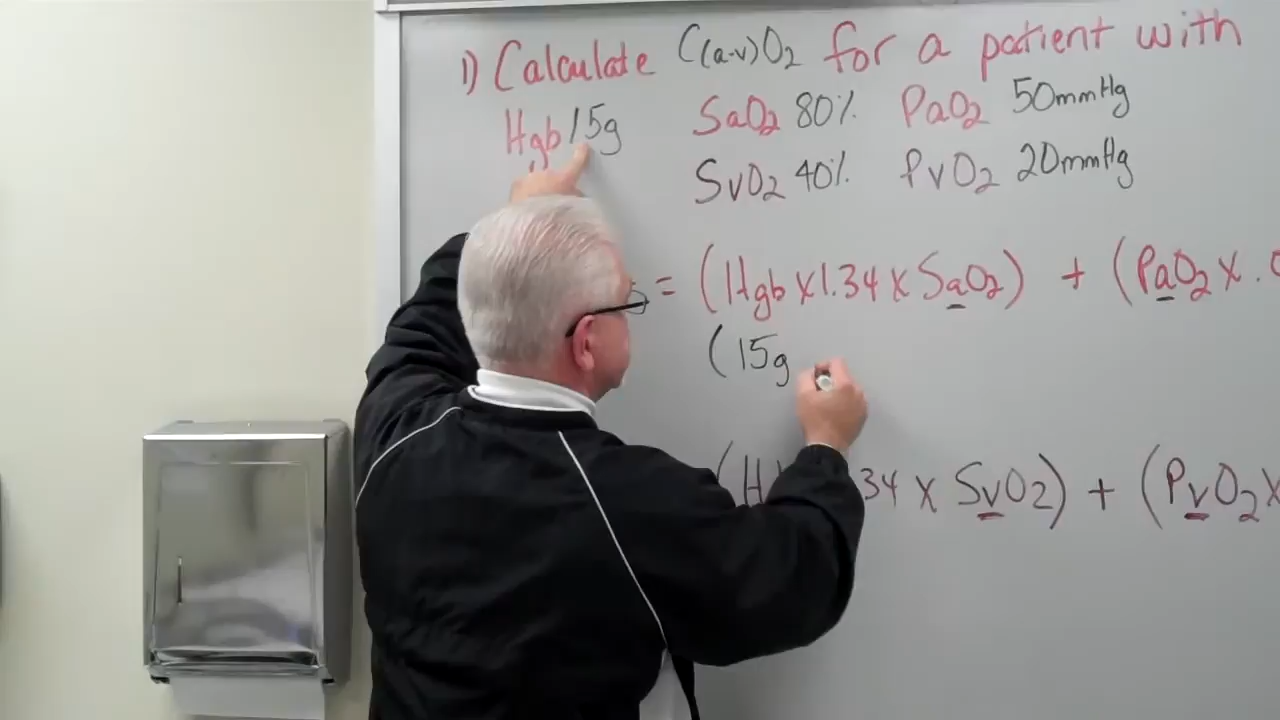 1) Calculate C(a-v)O2 for a patient with
Hgb 15g SaO2 80% PaO2 50mmHg
SvO2 40% PvO2 20mmHg
= (Hgb x 1.34 x SaO2) + (PaO2 x .0
(15g
(H 34 x SvO2) + (PvO2 x